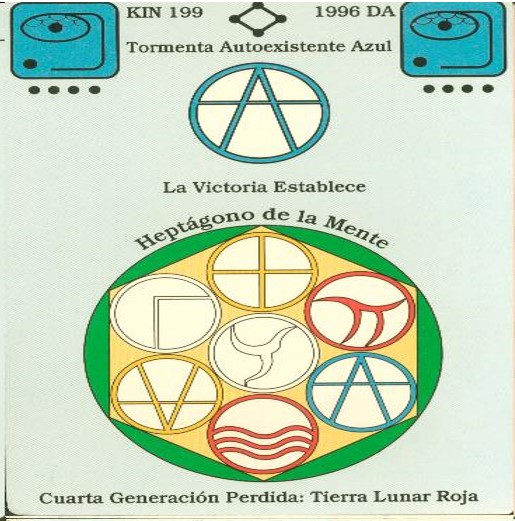 KIN 199 1996 DA
Tormenta Autoexistente Azul
La Victoria Establece
Heptágono de la Mente
Cuarta Generación Perdida: Tierra Lunar Roja